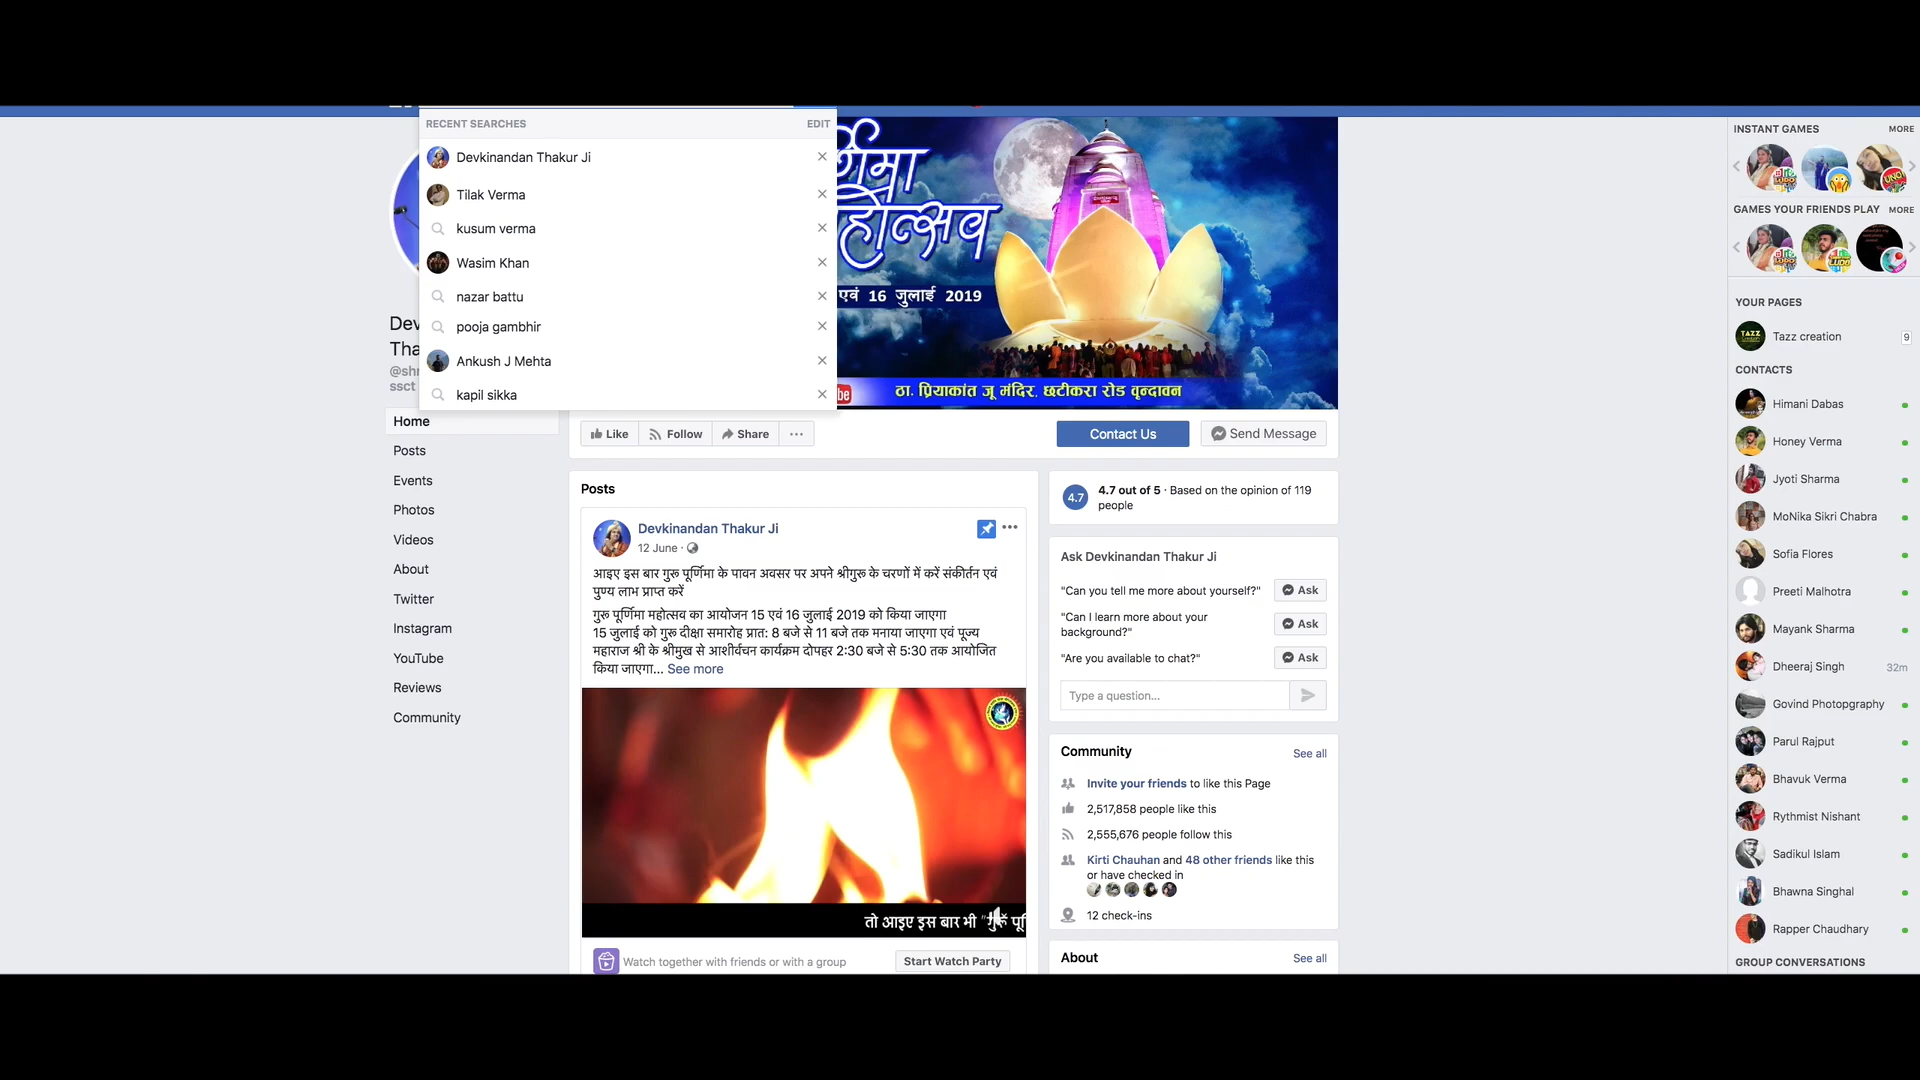 RECENT SEARCHES EDIT
Devkinandan Thakur Ji
Tilak Verma
kusum verma
Wasim Khan
nazar battu
pooja gambhir
Ankush J Mehta
kapil sikka
Dev
Tha
@shr
ssct
Home
Posts
Events
Photos
Videos
About
Twitter
Instagram
YouTube
Reviews
Community
एवं 16 जुलाई 2019
be ठा. प्रियाकांत जू मंदिर, छटीकरा रोड वृन्दावन
Like Follow Share
Contact Us Send Message
Posts
Devkinandan Thakur Ji
12 June
आइए इस बार गुरू पूर्णिमा के पावन अवसर पर अपने श्रीगुरू के चरणों में करें संकीर्तन एवं
पुण्य लाभ प्राप्त करें
गुरू पूर्णिमा महोत्सव का आयोजन 15 एवं 16 जुलाई 2019 को किया जाएगा
15 जुलाई को गुरू दीक्षा समारोह प्रात: 8 बजे से 11 बजे तक मनाया जाएगा एवं पूज्य
महाराज श्री के श्रीमुख से आशीर्वचन कार्यक्रम दोपहर 2:30 बजे से 5:30 तक आयोजित
किया जाएगा... See more
तो आइए इस बार भी
Watch together with friends or with a group Start Watch Party
4.7 4.7 out of 5 · Based on the opinion of 119
people
Ask Devkinandan Thakur Ji
"Can you tell me more about yourself?" Ask
"Can I learn more about your
background?" Ask
"Are you available to chat?" Ask
Type a question...
Community See all
Invite your friends to like this Page
2,517,858 people like this
2,555,676 people follow this
Kirti Chauhan and 48 other friends like this
or have checked in
12 check-ins
About See all
INSTANT GAMES MORE
GAMES YOUR FRIENDS PLAY MORE
YOUR PAGES
Tazz creation 9
CONTACTS
Himani Dabas
Honey Verma
Jyoti Sharma
MoNika Sikri Chabra
Sofia Flores
Preeti Malhotra
Mayank Sharma
Dheeraj Singh 32m
Govind Photopgraphy
Parul Rajput
Bhavuk Verma
Rythmist Nishant
Sadikul Islam
Bhawna Singhal
Rapper Chaudhary
GROUP CONVERSATIONS